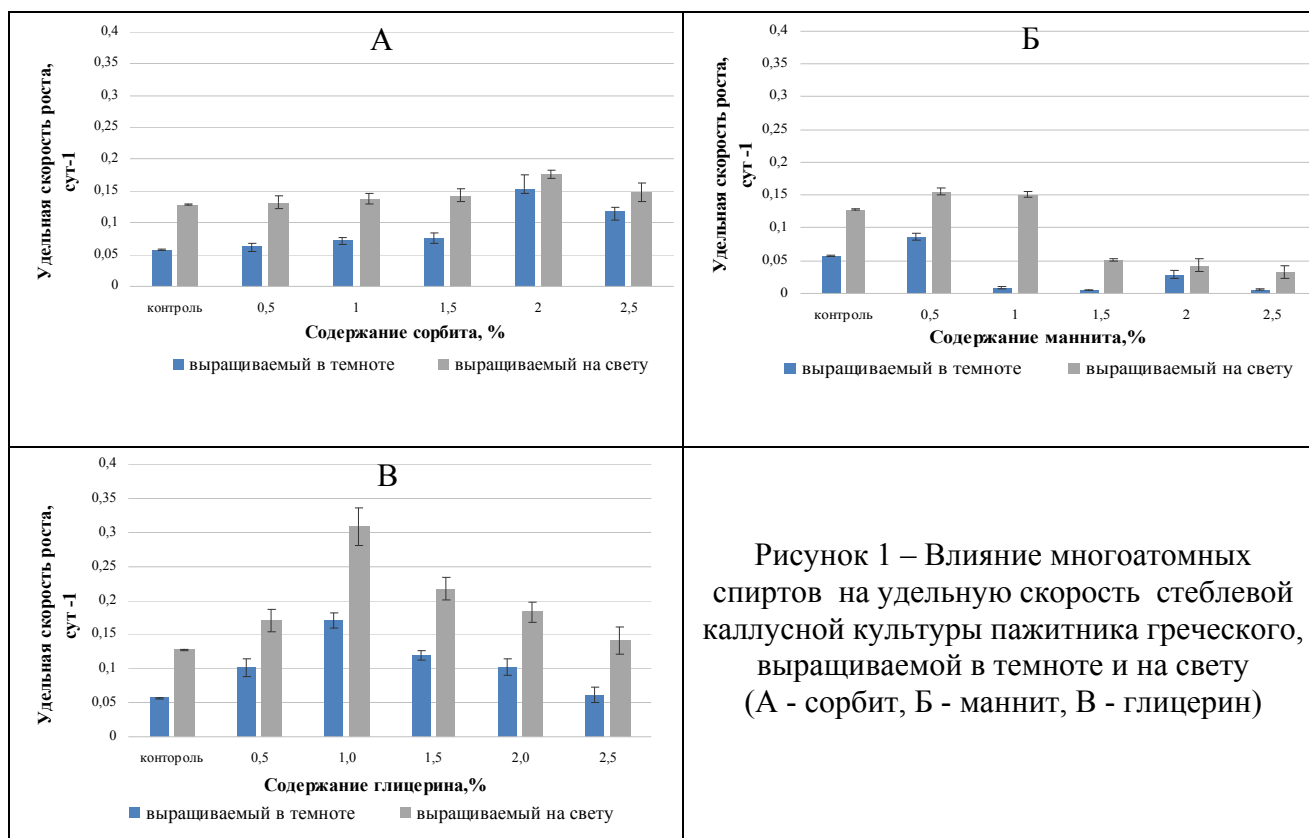 А
Удельная скорость роста,
сут-1
0,4
0,35
0,3
0,25
0,2
0,15
0,1
0,05
0
контроль 0,5 1 1,5 2 2,5
Содержание сорбита, %
выращиваемый в темноте выращиваемый на свету
Б
Удельная скорость роста,
сут -1
0,4
0,35
0,3
0,25
0,2
0,15
0,1
0,05
0
контроль 0,5 1 1,5 2 2,5
Содержание маннита,%
выращиваемый в темноте выращиваемый на свету
В
Удельная скорость роста,
сут -1
0,4
0,35
0,3
0,25
0,2
0,15
0,1
0,05
0
контороль 0,5 1,0 1,5 2,0 2,5
Содержание глицерина,%
выращиваемый в темноте выращиваемый на свету
Рисунок 1 – Влияние многоатомных
спиртов на удельную скорость стеблевой
каллусной культуры пажитника греческого,
выращиваемой в темноте и на свету
(А - сорбит, Б - маннит, В - глицерин)